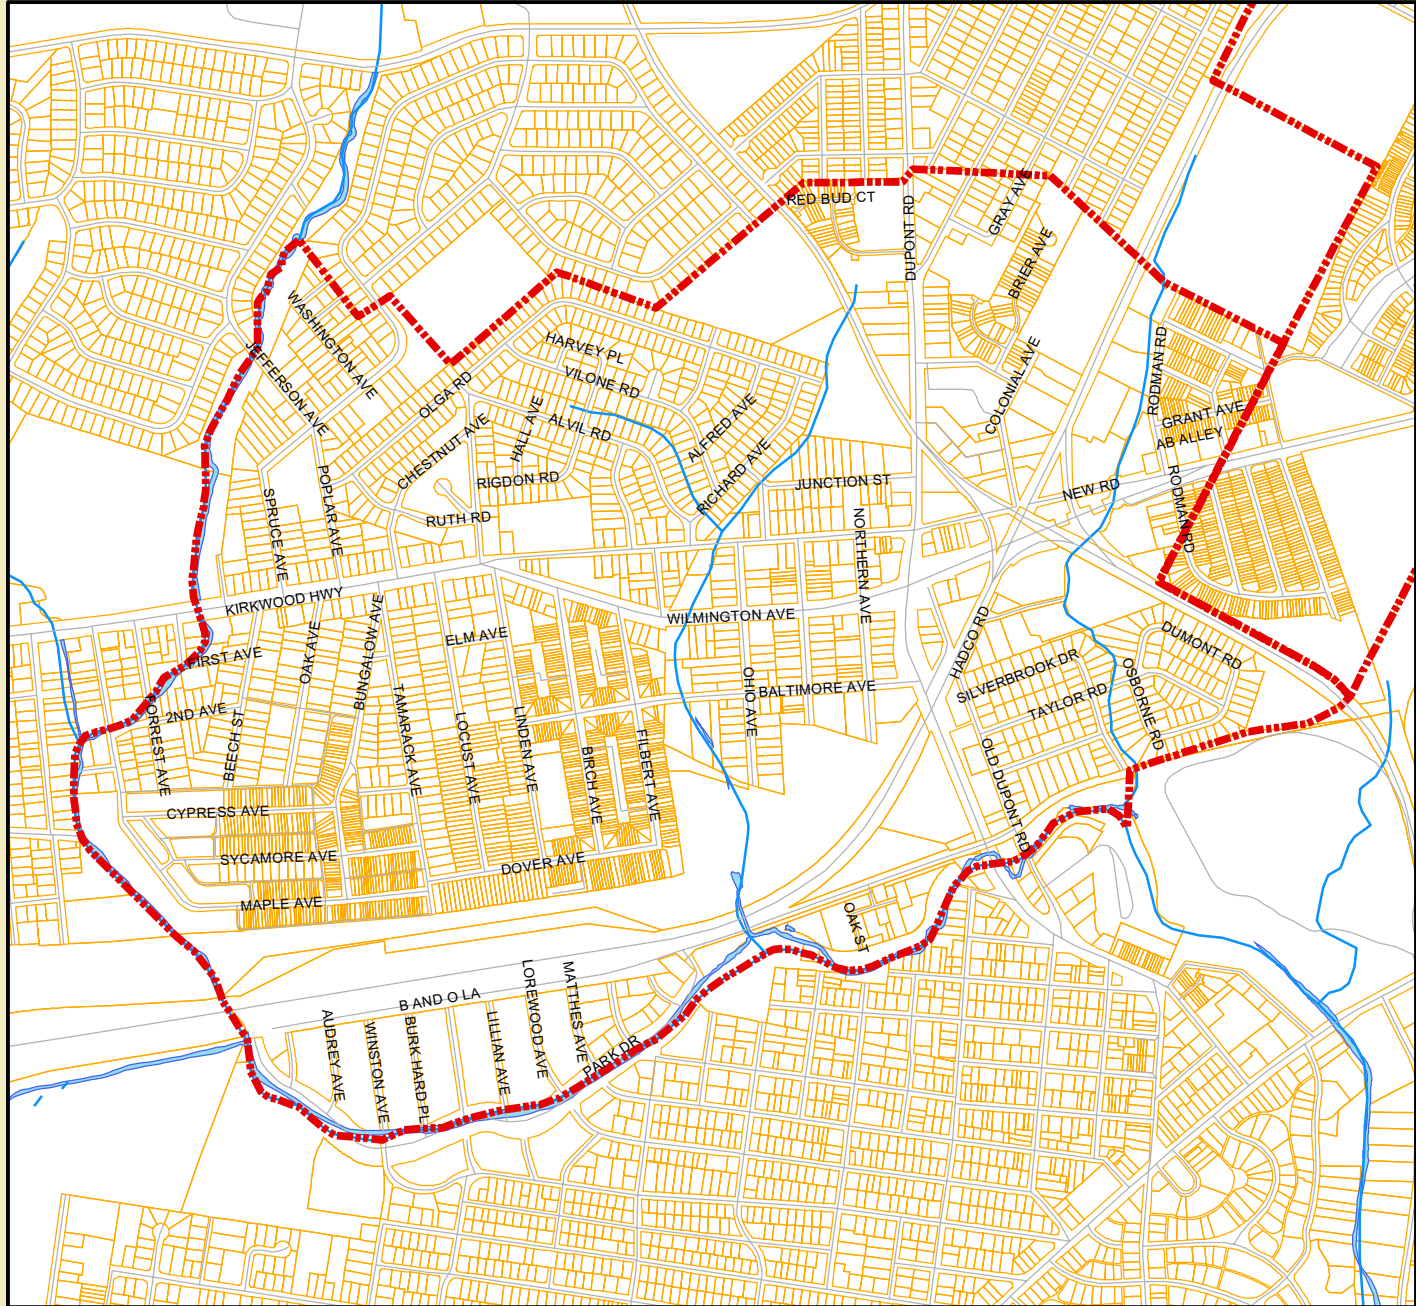 RED BUD CT
DUPONT RD
GRAY AVE
BRIER AVE
WASHINGTON AVE
JEFFERSON AVE
HARVEY PL
VILONE RD
OLGA RD
CHESTNUT AVE
HALL AVE
ALVIL RD
ALFRED AVE
RICHARD AVE
COLONIAL AVE
RODMAN RD
GRANT AVE
AB ALLEY
RIGDON RD
JUNCTION ST
NEW RD
RODMAN RD
SPRUCE AVE
POPLAR AVE
RUTH RD
NORTHERN AVE
KIRKWOOD HWY
WILMINGTON AVE
FIRST AVE
OAK AVE
BUNGALOW AVE
ELM AVE
HADCO RD
SILVERBROOK DR
DUMONT RD
2ND AVE
FORREST AVE
BEECH ST
TAMARACK AVE
LOCUST AVE
LINDEN AVE
BIRCH AVE
FILBERT AVE
OHIO AVE
BALTIMORE AVE
TAYLOR RD
OSBORNE RD
OLD DUPONT RD
CYPRESS AVE
SYCAMORE AVE
DOVER AVE
MAPLE AVE
OAK ST
B AND O LA
AUDREY AVE
WINSTON AVE
BURK HARD PL
LILLIAN AVE
LOREWOOD AVE
MATTHES AVE
PARK DR